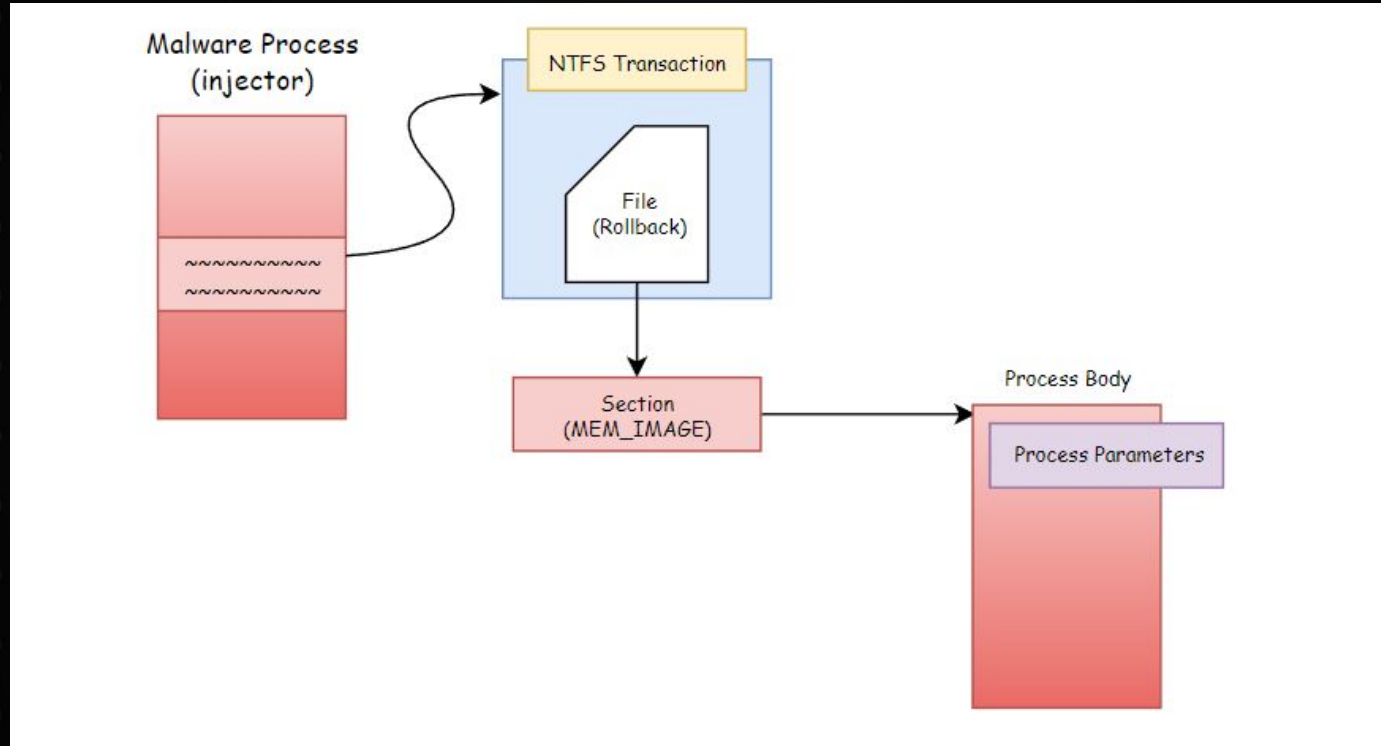 Malware Process
(injector)
NTFS Transaction
File
(Rollback)
~~~~~~~~~~
~~~~~~~~~~
Section
(MEM_IMAGE)
Process Body
Process Parameters